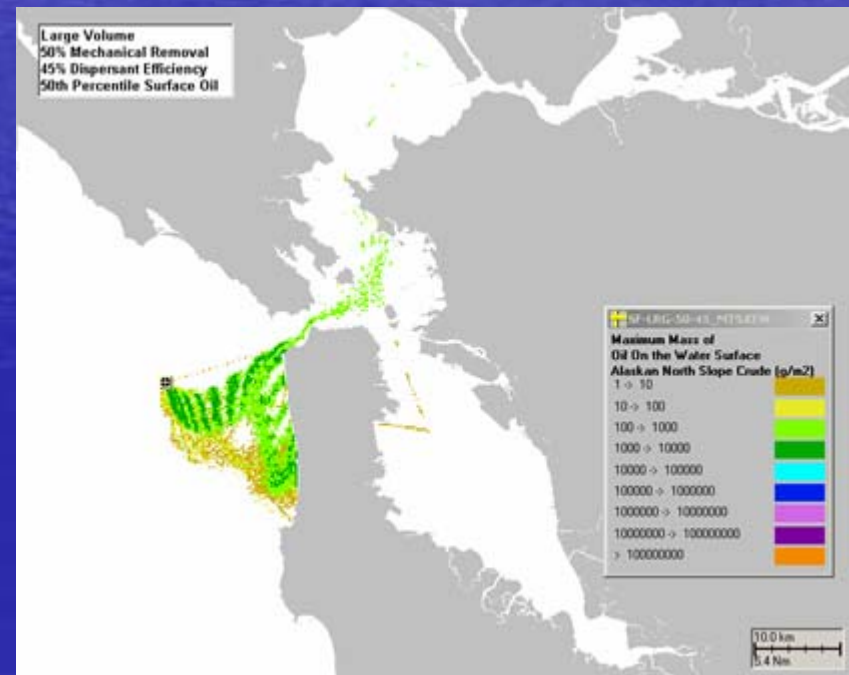 Large Volume
50% Mechanical Removal
45% Dispersant Efficiency
50th Percentile Surface Oil
Maximum Mass of
Oil On the Water Surface
Alaskan North Slope Crude (g/m2)
1 -> 10
10 -> 100
100 -> 1000
1000 -> 10000
10000 -> 100000
100000 -> 1000000
1000000 -> 10000000
10000000 -> 100000000
> 100000000
10.0 km
5.4 Nm